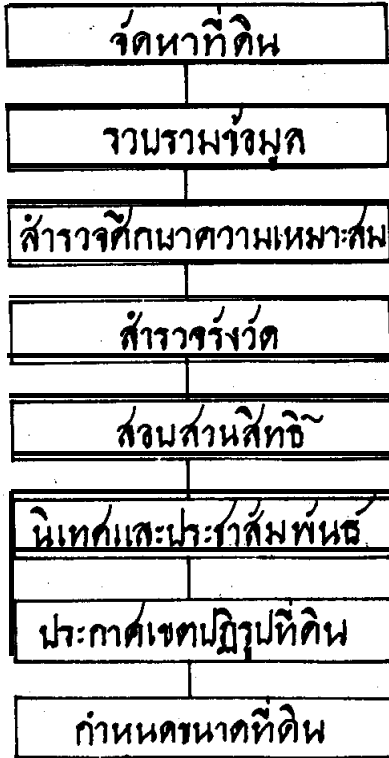 จัดหาที่ดิน
รวบรวมข้อมูล
สำรวจศึกษาความเหมาะสม
สำรวจรังวัด
สอบสวนสิทธิ
นิเทศและประชาสัมพันธ์
ประกาศเขตปฏิรูปที่ดิน
กำหนดขนาดที่ดิน